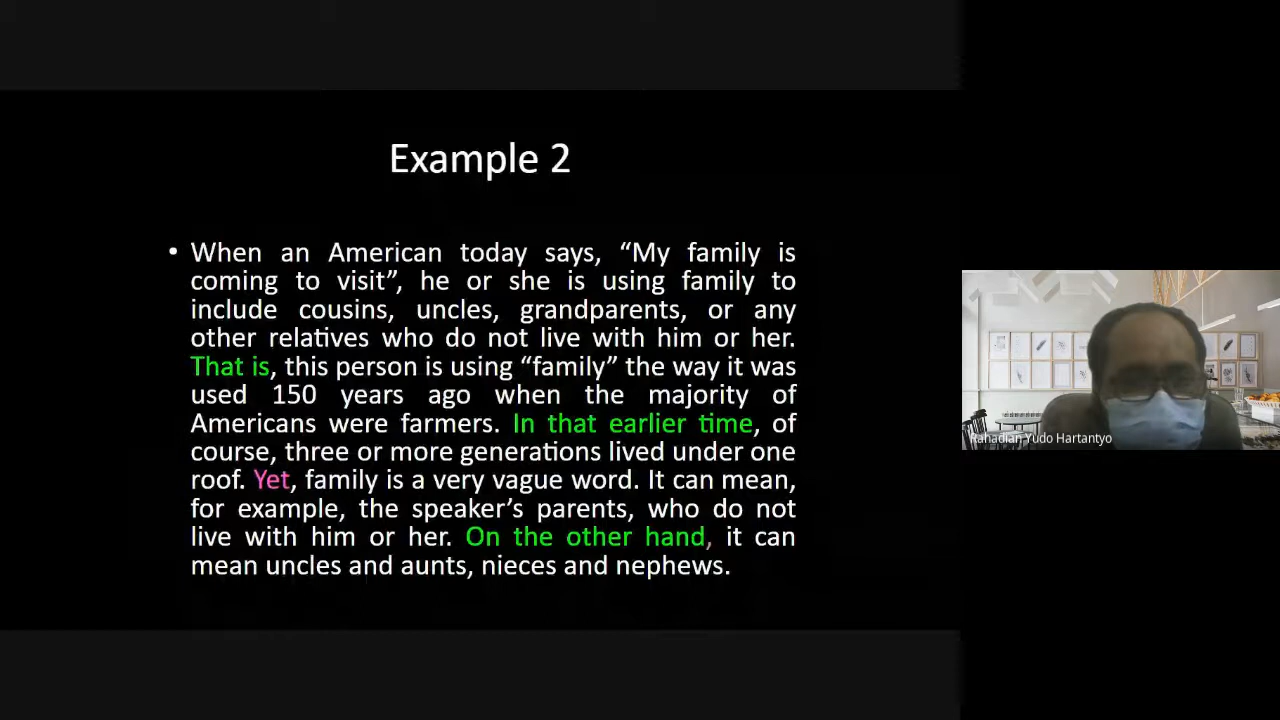 Example 2
• When an American today says, “My family is
coming to visit”, he or she is using family to
include cousins, uncles, grandparents, or any
other relatives who do not live with him or her.
That is, this person is using “family” the way it was
used 150 years ago when the majority of
Americans were farmers. In that earlier time, of
course, three or more generations lived under one
roof. Yet, family is a very vague word. It can mean,
for example, the speaker’s parents, who do not
live with him or her. On the other hand, it can
mean uncles and aunts, nieces and nephews.
Rahadian Yudo Hartantyo